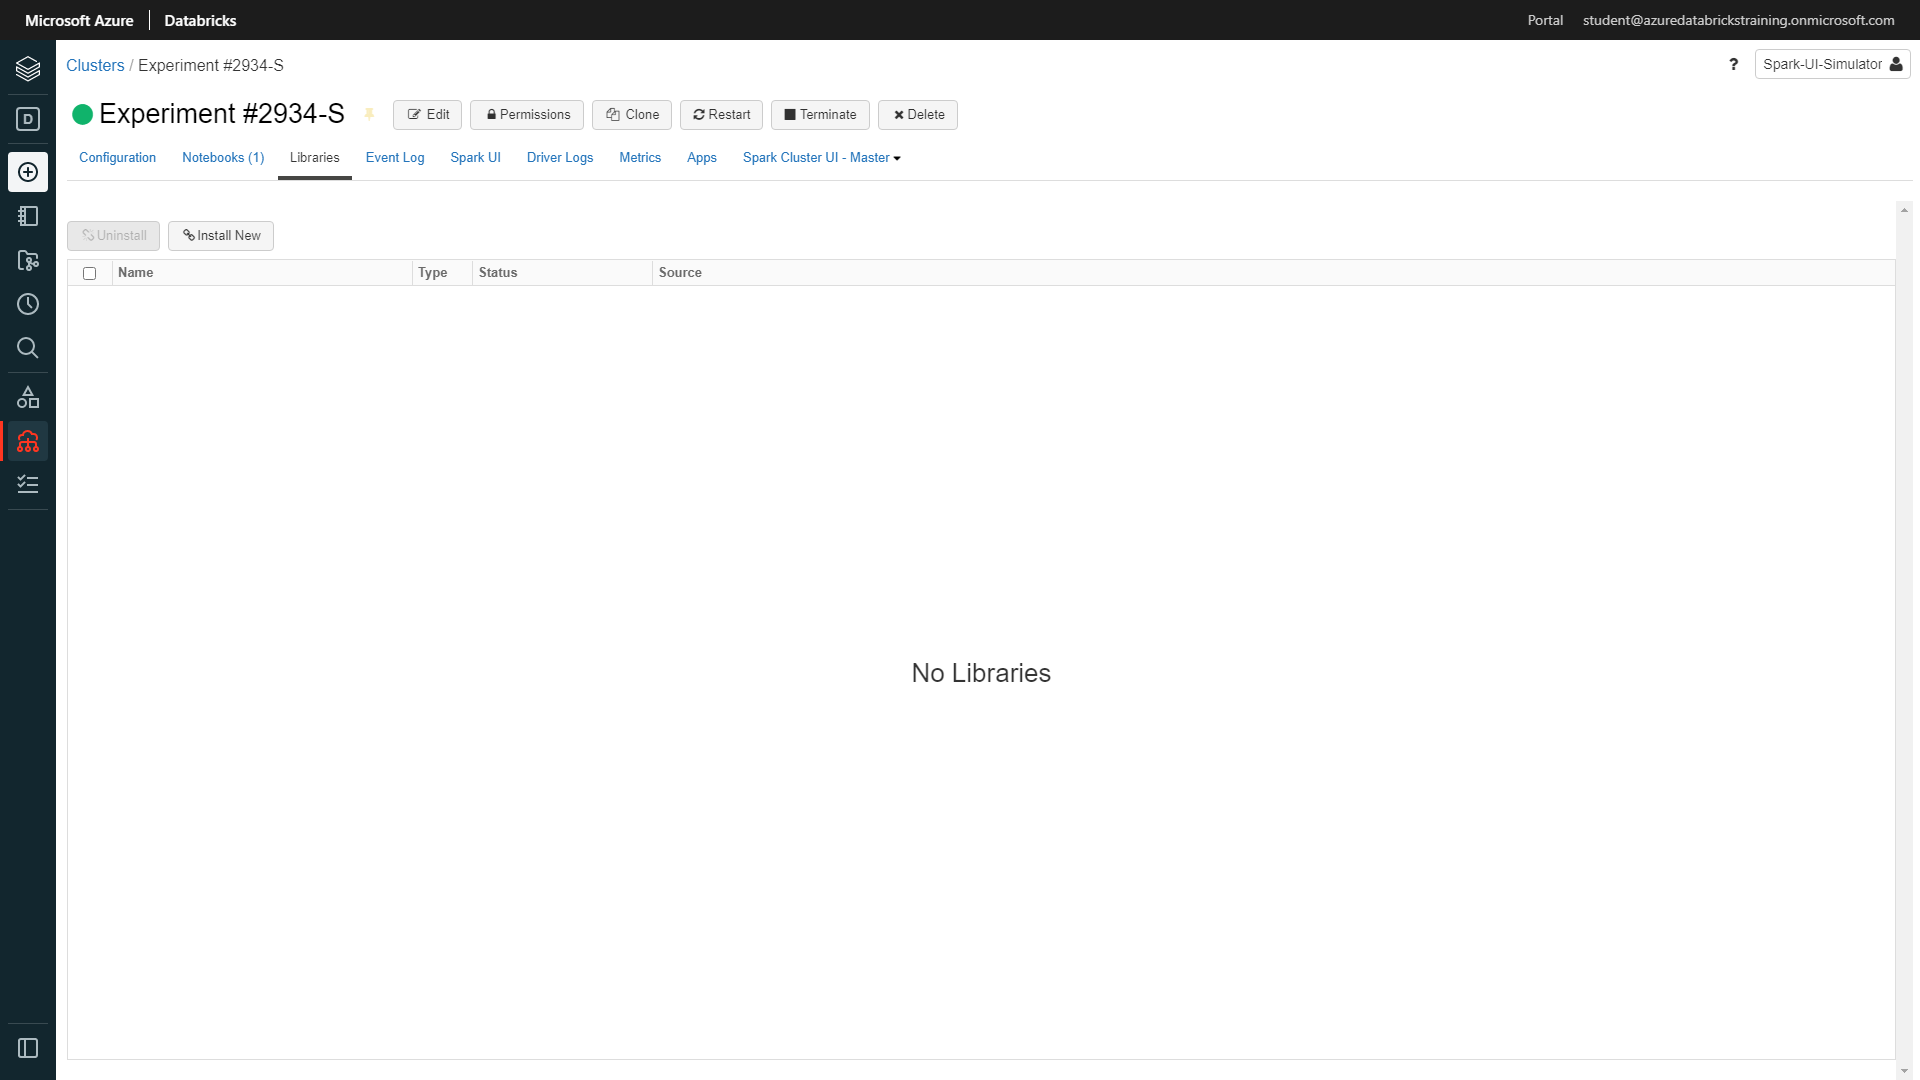 Microsoft Azure Databricks Portal student@azuredatabrickstraining.onmicrosoft.com
Clusters / Experiment #2934-S ? Spark-UI-Simulator
Experiment #2934-S Edit Permissions Clone Restart Terminate Delete
Configuration Notebooks (1) Libraries Event Log Spark UI Driver Logs Metrics Apps Spark Cluster UI - Master
Uninstall Install New
Name Type Status Source
No Libraries
D